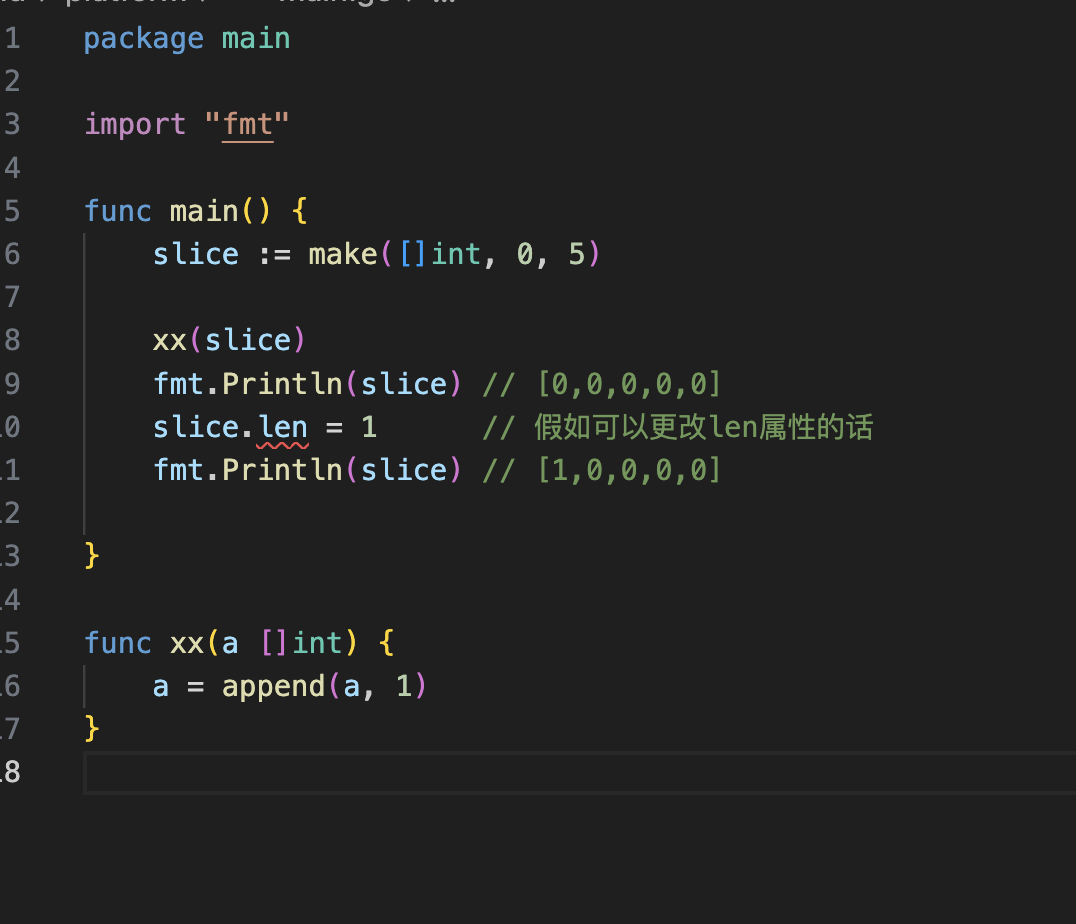 1 package main
2
3 import "fmt"
4
5 func main() {
6 slice := make([]int, 0, 5)
7
8 xx(slice)
9 fmt.Println(slice) // [0,0,0,0,0]
10 slice.len = 1 // 假如可以更改len属性的话
11 fmt.Println(slice) // [1,0,0,0,0]
12
13 }
14
15 func xx(a []int) {
16 a = append(a, 1)
17 }
18